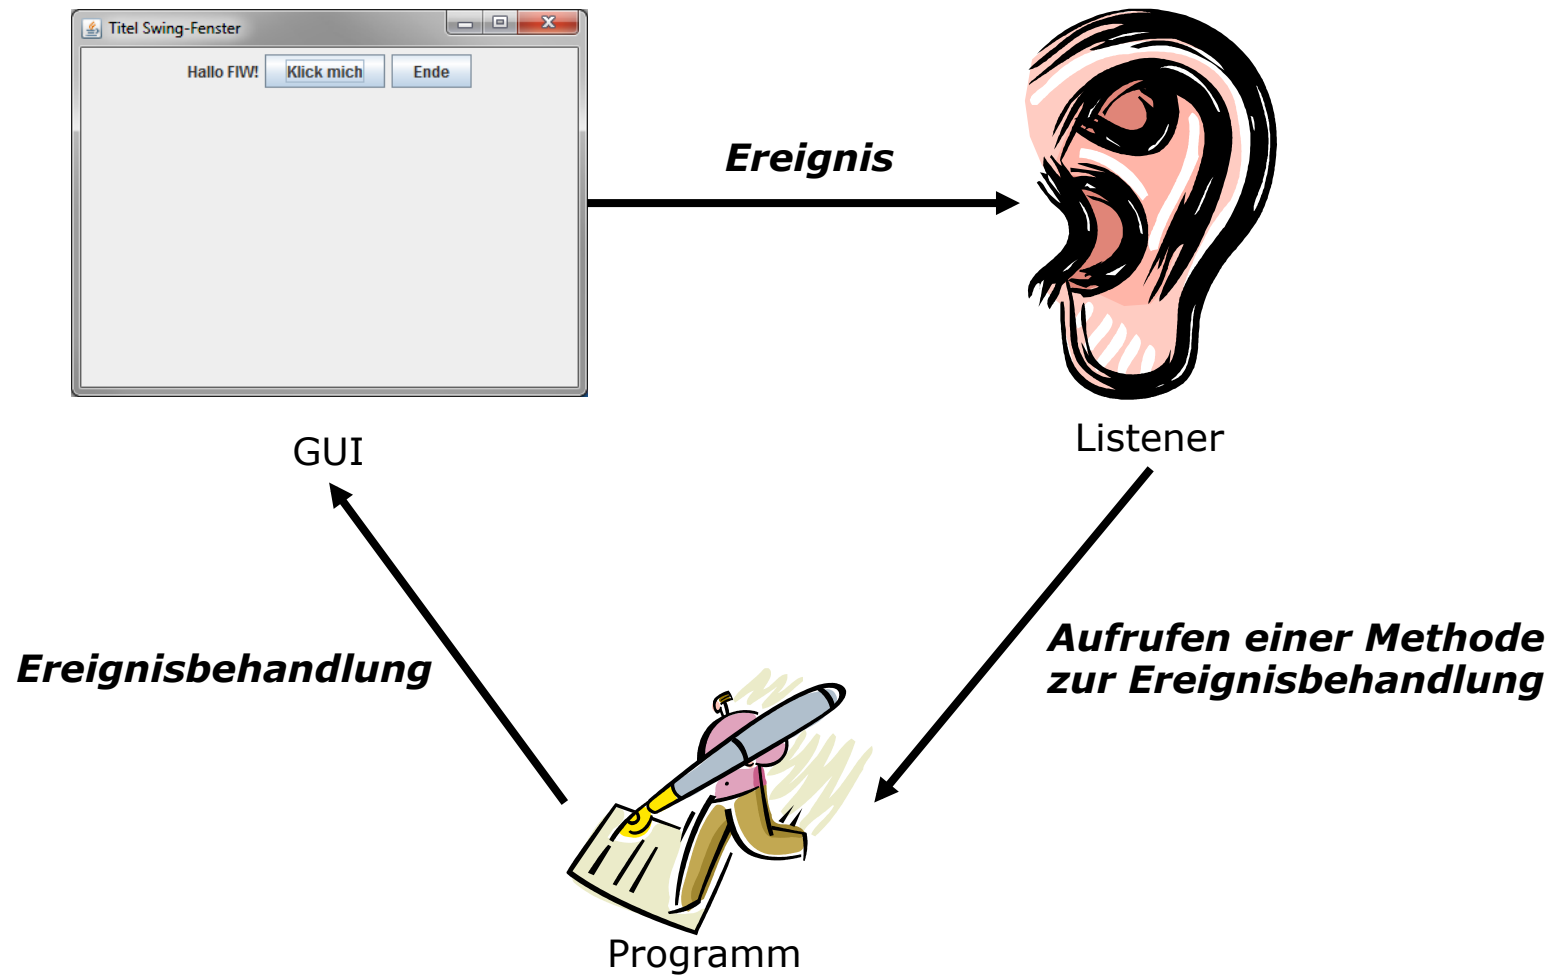 Titel Swing-Fenster
Hallo FIW! Klick mich Ende
Ereignis
GUI
Listener
Ereignisbehandlung
Aufrufen einer Methode
zur Ereignisbehandlung
Programm